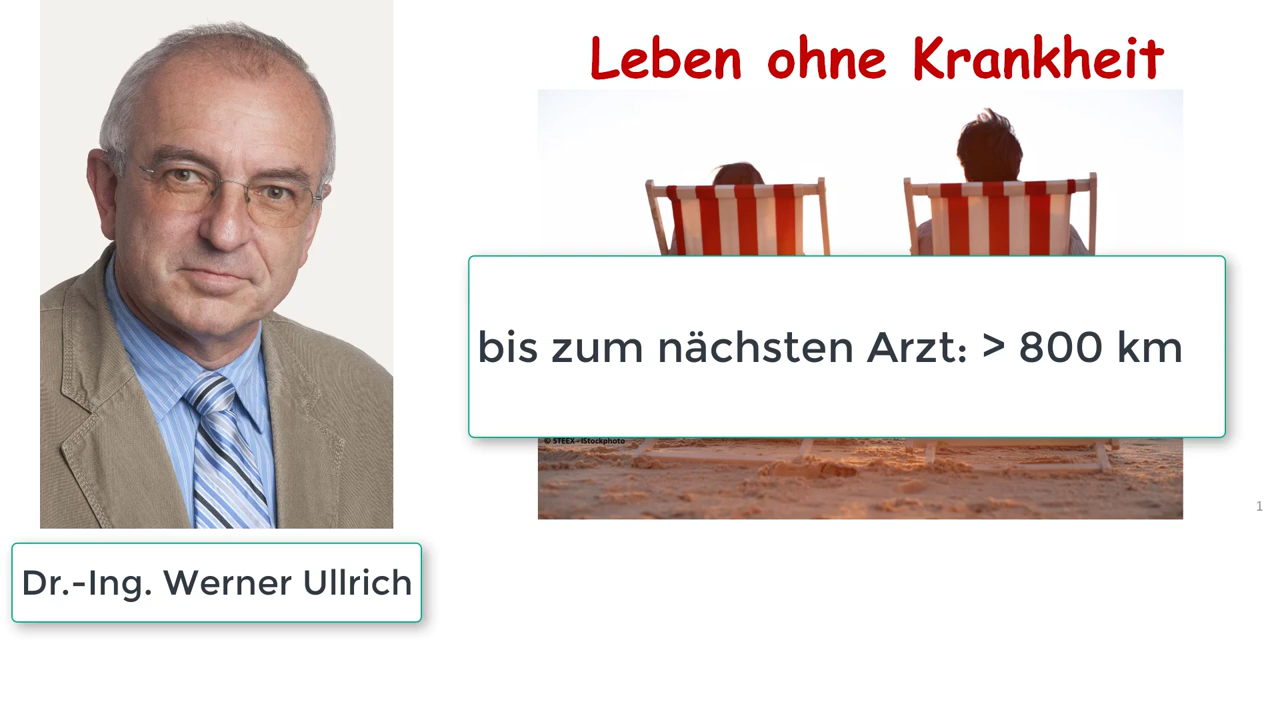 Leben ohne Krankheit
bis zum nächsten Arzt: > 800 km
© STEEX - iStockphoto
1
Dr.-Ing. Werner Ullrich